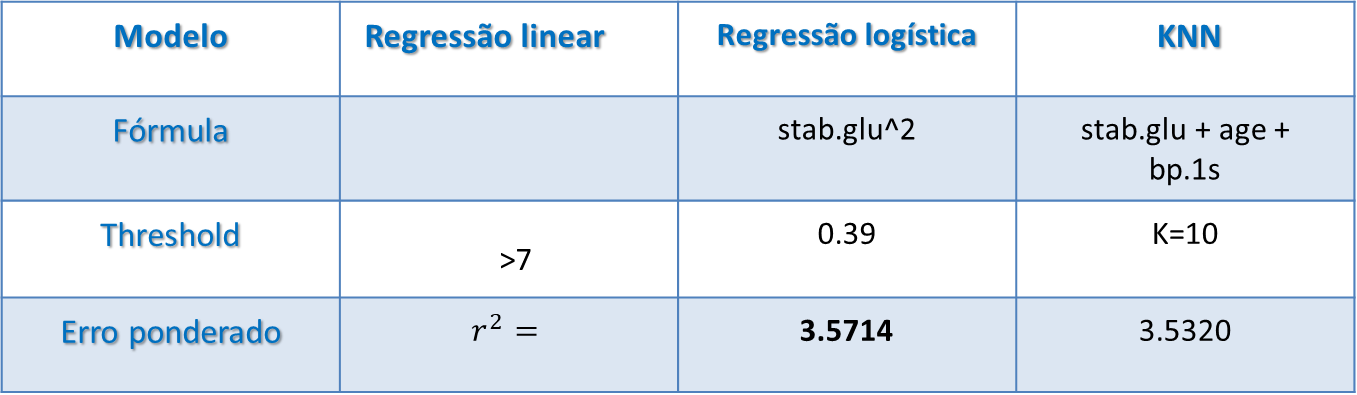 Modelo
Regressão linear
Regressão logística
KNN
Fórmula
stab.glu^2
stab.glu + age +
bp.1s
Threshold
>7
0.39
K=10
Erro ponderado
r² =
3.5714
3.5320